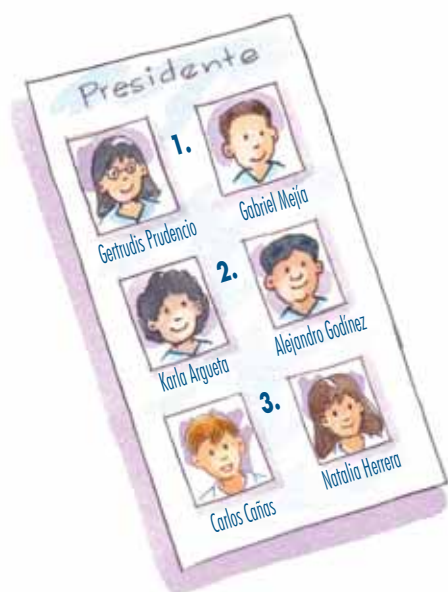 Presidente
1.
Gertrudis Prudencio
Gabriel Mejía
2.
Karla Argueta
Alejandro Godínez
3.
Carlos Cañas
Natalia Herrera